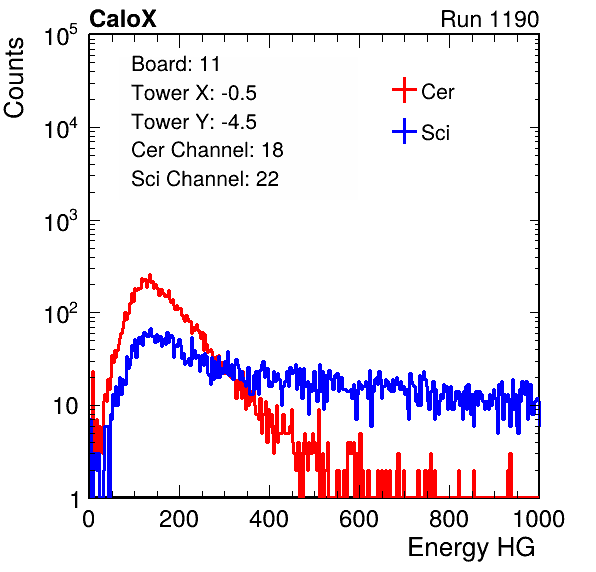 CaloX Run 1190
Counts
Board: 11
Tower X: -0.5
Tower Y: -4.5
Cer Channel: 18
Sci Channel: 22
Cer
Sci
10^5
10^4
10^3
10^2
10
1
0 200 400 600 800 1000
Energy HG